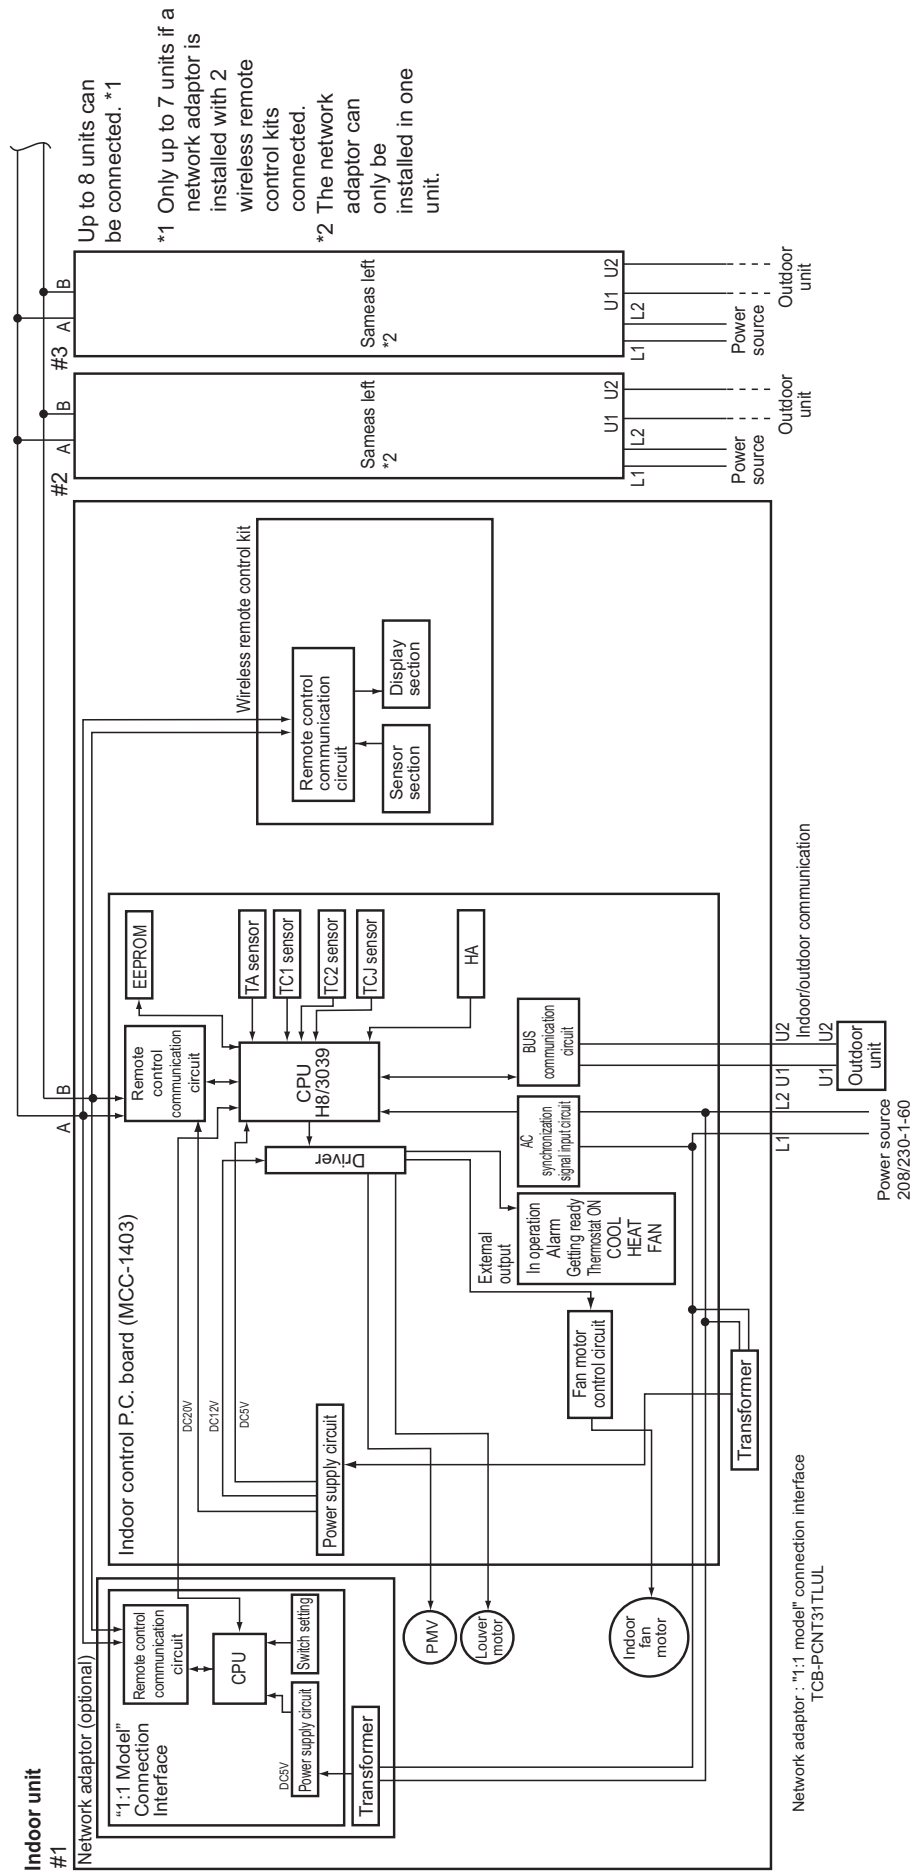 Indoor unit
#1
Network adaptor (optional)
"1:1 Model"
Connection
Interface
Remote control
communication
circuit
CPU
Switch setting
DC5V
Power supply circuit
Transformer
Indoor control P.C. board (MCC-1403)
DC20V
DC12V
DC5V
Power supply circuit
PMV
Louver
motor
Indoor
fan
motor
Fan motor
control circuit
Transformer
A
B
Remote
control
communication
circuit
EEPROM
CPU
H8/3039
Driver
TA sensor
TC1 sensor
TC2 sensor
TCJ sensor
HA
External
output
In operation
Alarm
Getting ready
Thermostat ON
COOL
HEAT
FAN
AC
synchronization
signal input circuit
BUS
communication
circuit
L1
L2
U1
U2
Indoor/outdoor communication
U1
U2
Outdoor
unit
Power source
208/230-1-60
Wireless remote control kit
Remote control
communication
circuit
Sensor
section
Display
section
#2
A
B
Sameas left
*2
L1
L2
U1
U2
Power
source
Outdoor
unit
#3
A
B
Sameas left
*2
L1
L2
U1
U2
Power
source
Outdoor
unit
Up to 8 units can
be connected. *1
*1 Only up to 7 units if a
network adaptor is
installed with 2
wireless remote
control kits
connected.
*2 The network
adaptor can
only be
installed in one
unit.
Network adaptor : "1:1 model" connection interface
TCB-PCNT31TLUL